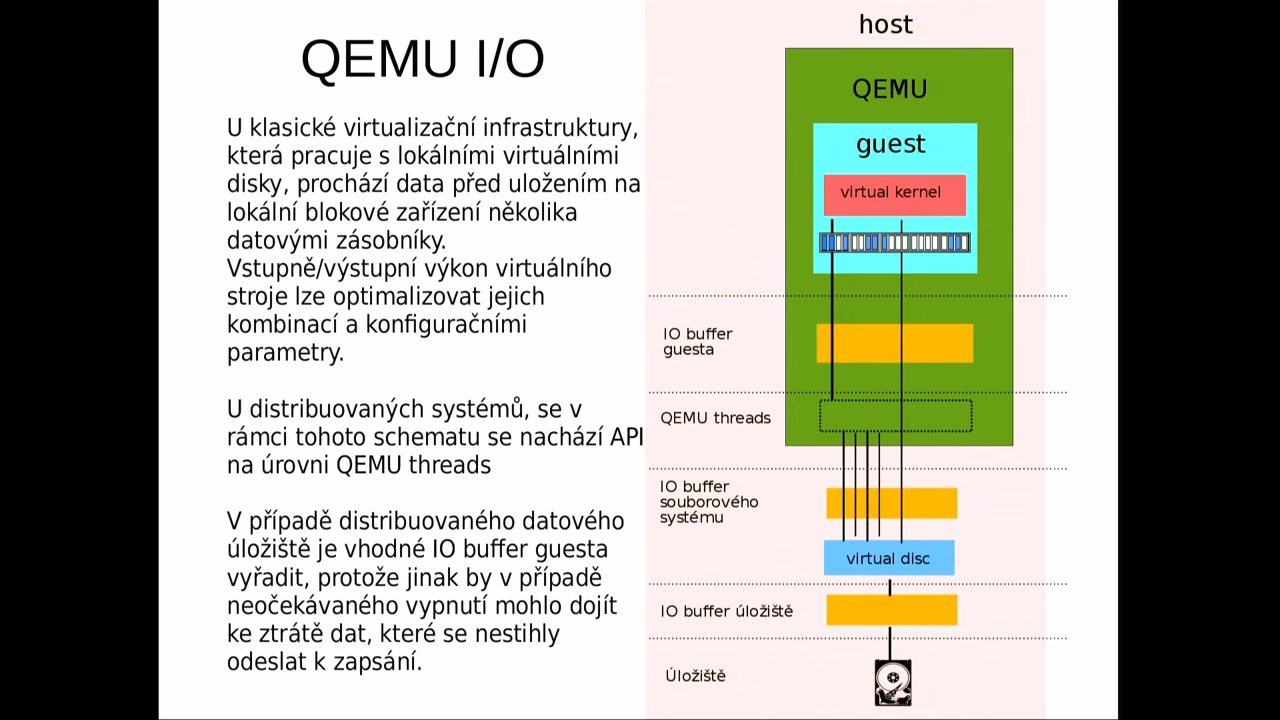 QEMU I/O
U klasické virtualizační infrastruktury,
která pracuje s lokálními virtuálními
disky, prochází data před uložením na
lokální blokové zařízení několika
datovými zásobníky.
Vstupně/výstupní výkon virtuálního
stroje lze optimalizovat jejich
kombinací a konfiguračními
parametry.
U distribuovaných systémů, se v
rámci tohoto schematu se nachází API
na úrovni QEMU threads
V případě distribuovaného datového
úložiště je vhodné IO buffer guesta
vyřadit, protože jinak by v případě
neočekávaného vypnutí mohlo dojít
ke ztrátě dat, které se nestihly
odeslat k zapsání.
host
QEMU
guest
virtual kernel
IO buffer
guesta
QEMU threads
IO buffer
souborového
systému
virtual disc
IO buffer úložiště
Úložiště